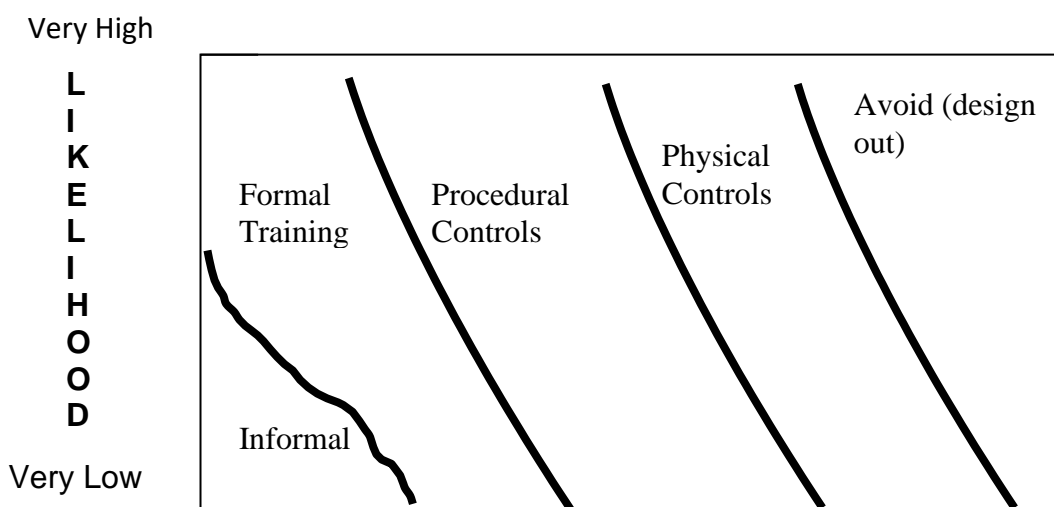 Very High
L
I
K
E
L
I
H
O
O
D
Very Low
Formal
Training
Informal
Procedural
Controls
Physical
Controls
Avoid (design
out)